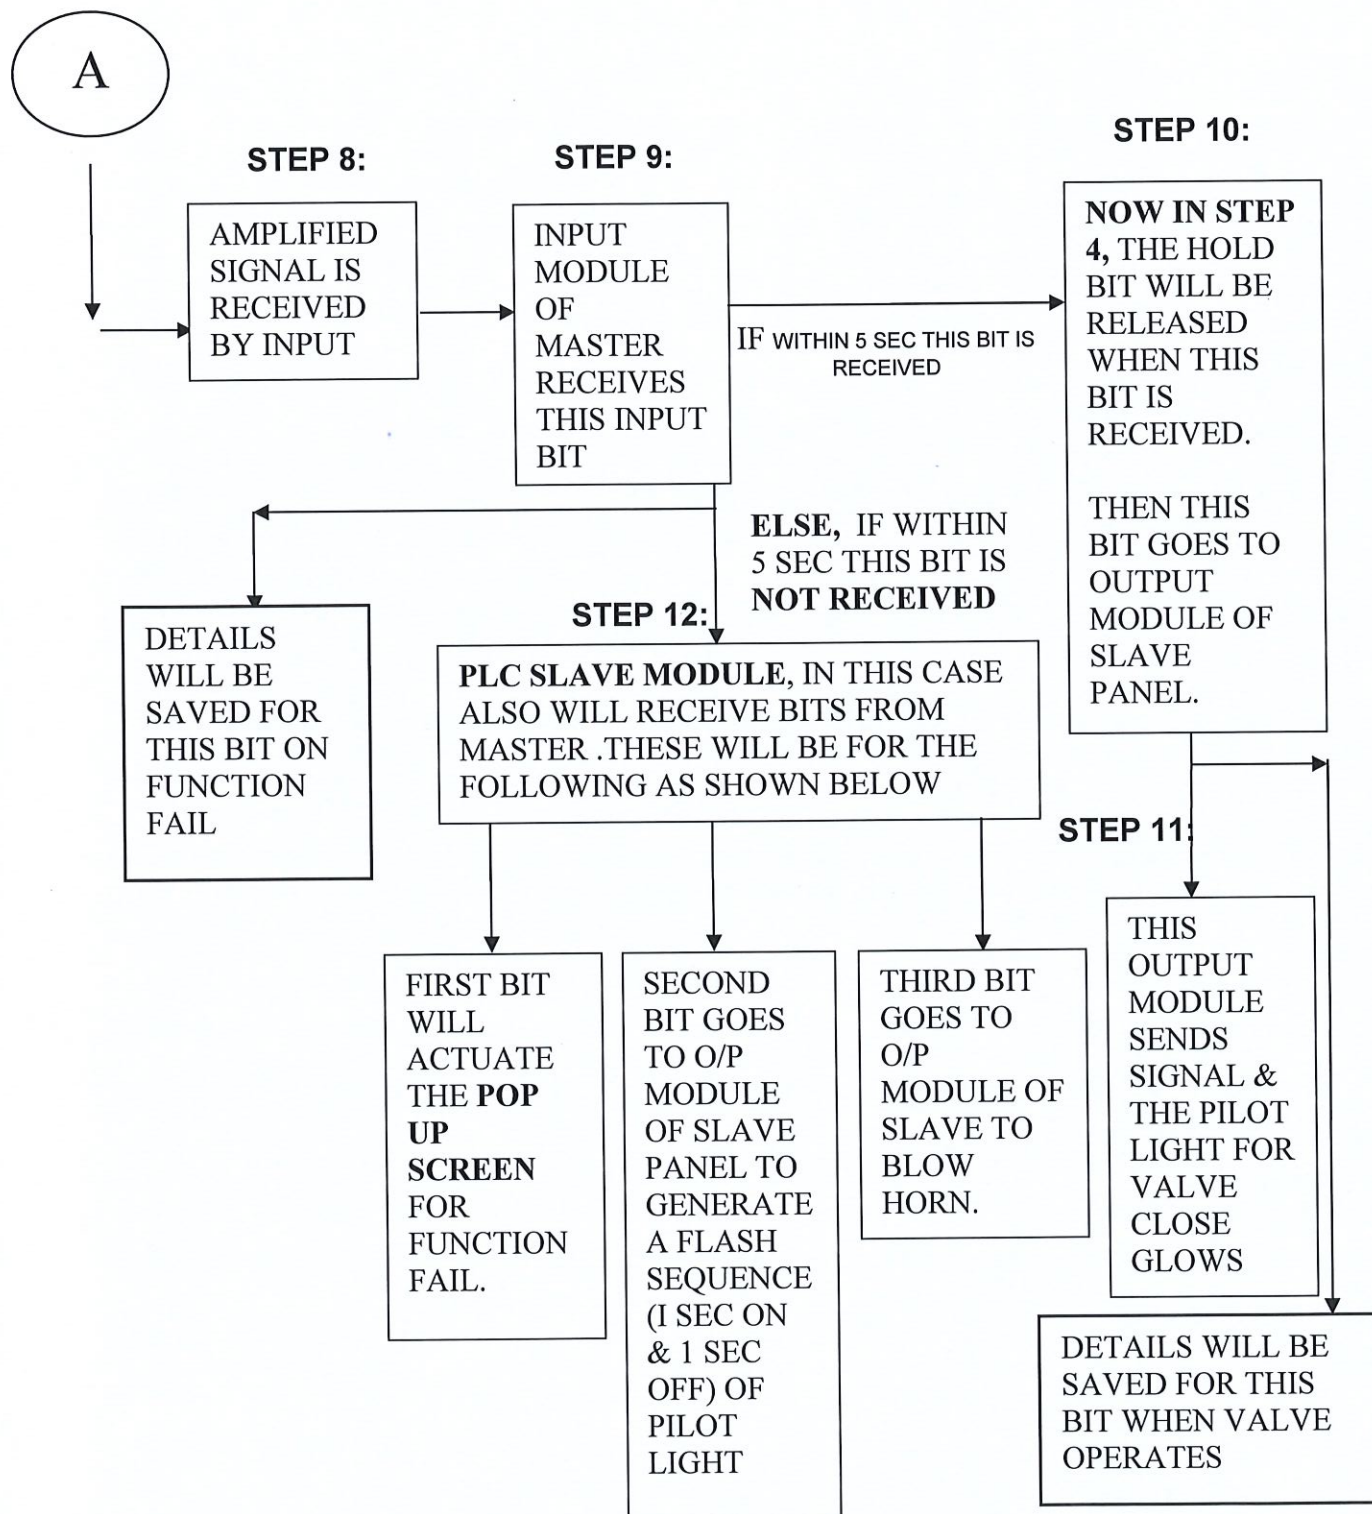 A
STEP 8:
AMPLIFIED
SIGNAL IS
RECEIVED
BY INPUT
STEP 9:
INPUT
MODULE
OF
MASTER
RECEIVES
THIS INPUT
BIT
IF WITHIN 5 SEC THIS BIT IS
RECEIVED
STEP 10:
NOW IN STEP
4, THE HOLD
BIT WILL BE
RELEASED
WHEN THIS
BIT IS
RECEIVED.
THEN THIS
BIT GOES TO
OUTPUT
MODULE OF
SLAVE
PANEL.
ELSE, IF WITHIN
5 SEC THIS BIT IS
NOT RECEIVED
DETAILS
WILL BE
SAVED FOR
THIS BIT ON
FUNCTION
FAIL
STEP 12:
PLC SLAVE MODULE, IN THIS CASE
ALSO WILL RECEIVE BITS FROM
MASTER .THESE WILL BE FOR THE
FOLLOWING AS SHOWN BELOW
FIRST BIT
WILL
ACTUATE
THE POP
UP
SCREEN
FOR
FUNCTION
FAIL.
SECOND
BIT GOES
TO O/P
MODULE
OF SLAVE
PANEL TO
GENERATE
A FLASH
SEQUENCE
(I SEC ON
& 1 SEC
OFF) OF
PILOT
LIGHT
THIRD BIT
GOES TO
O/P
MODULE OF
SLAVE TO
BLOW
HORN.
STEP 11:
THIS
OUTPUT
MODULE
SENDS
SIGNAL &
THE PILOT
LIGHT FOR
VALVE
CLOSE
GLOWS
DETAILS WILL BE
SAVED FOR THIS
BIT WHEN VALVE
OPERATES